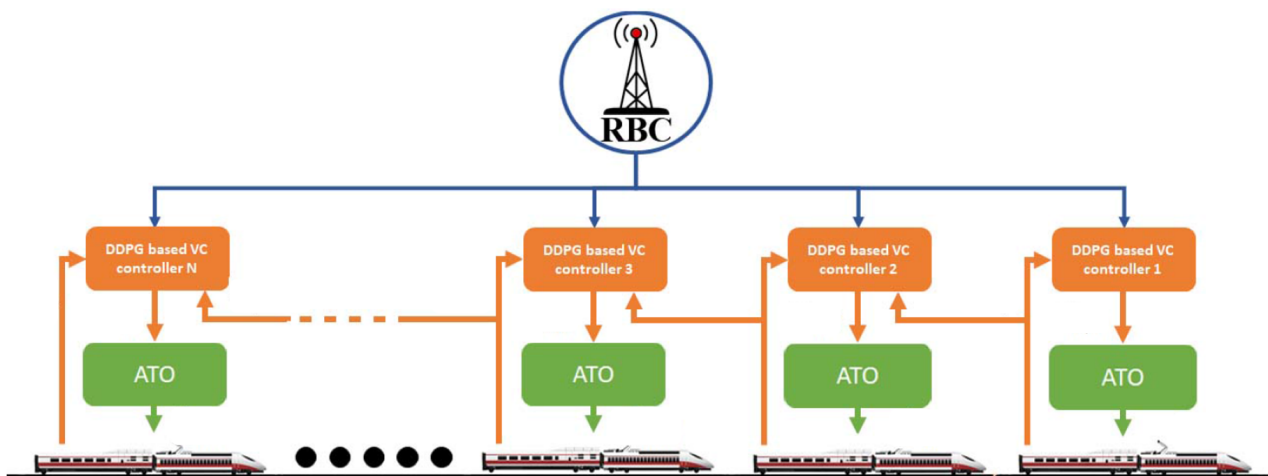 RBC
DDPG based VC
controller N
DDPG based VC
controller 3
DDPG based VC
controller 2
DDPG based VC
controller 1
ATO
ATO
ATO
ATO